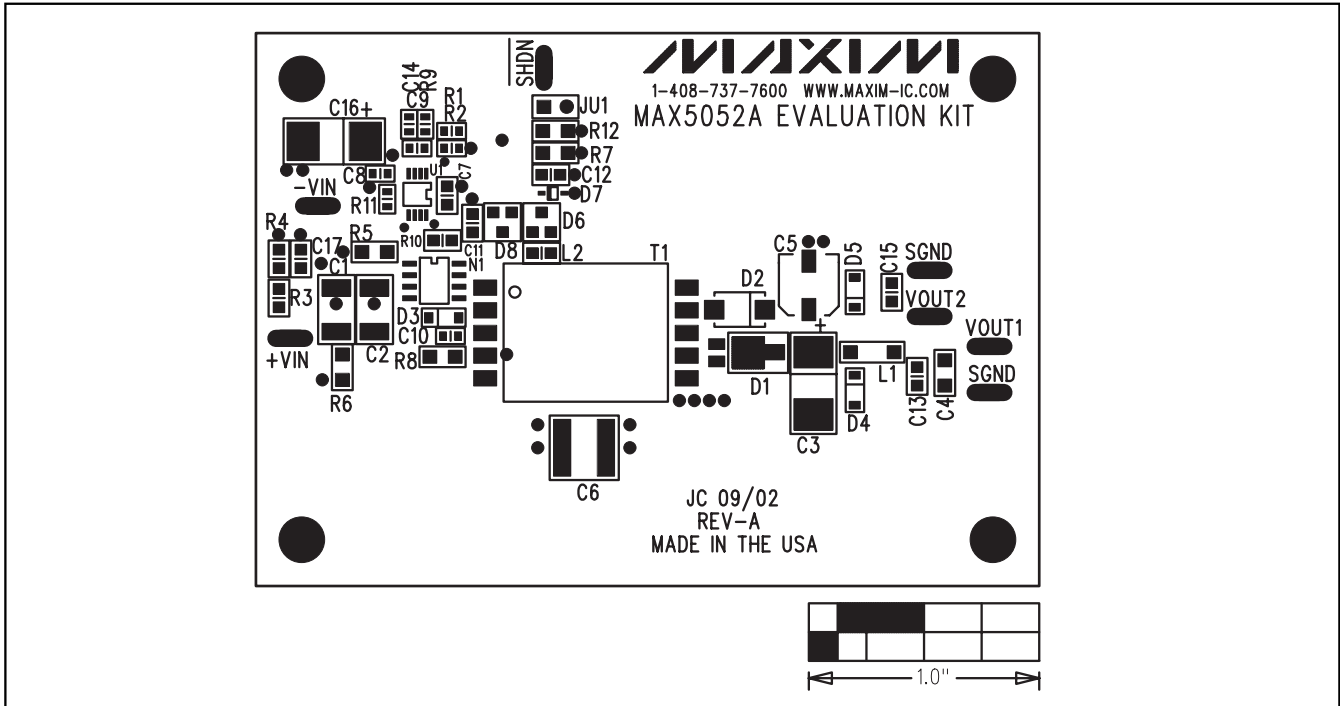 SHDN
MAXIM
1-408-737-7600 WWW.MAXIM-IC.COM
MAX5052A EVALUATION KIT
C14
R9
C16+
C9
R1
R2
JU1
R12
R7
C12
D7
C8
U1
C7
-VIN
R11
R4
C17
R5
R10
C11
D8
D6
L2
N1
T1
C1
R3
D3
C10
C2
R8
+VIN
R6
C5
D5
C15
SGND
D2
VOUT2
+
VOUT1
D1
L1
SGND
C13
C4
D4
C3
C6
JC 09/02
REV-A
MADE IN THE USA
1.0"